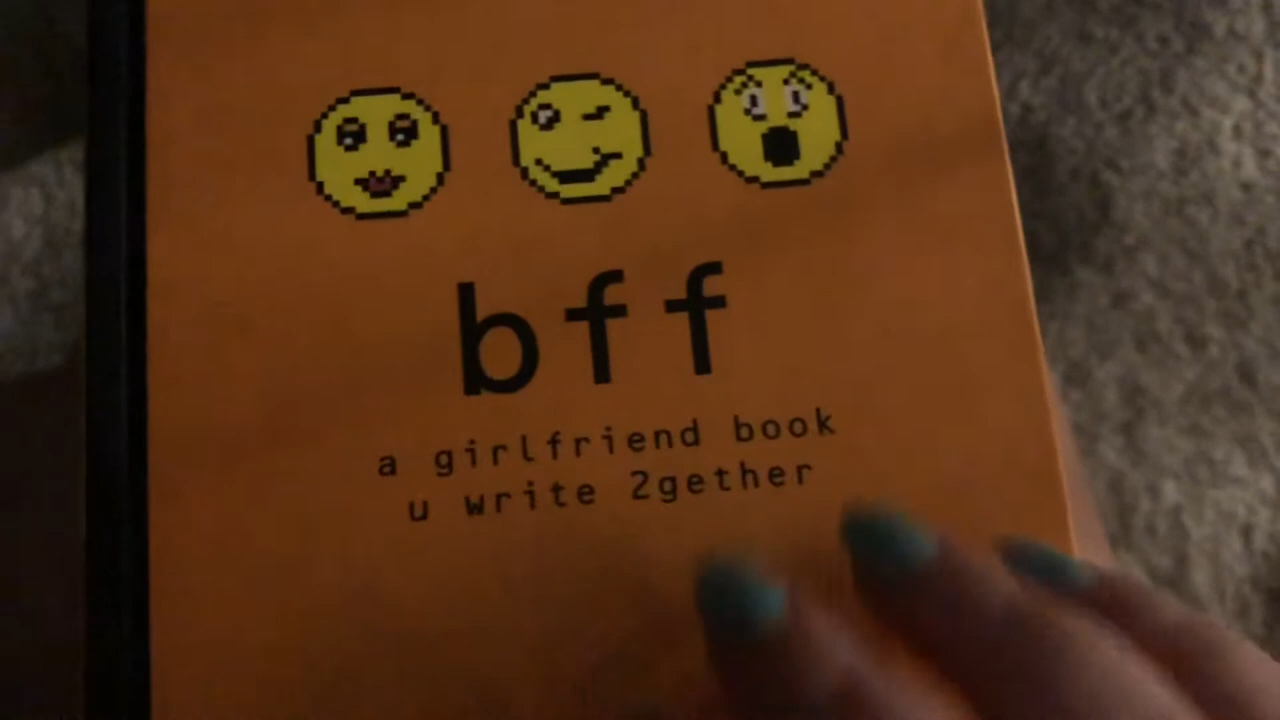 bff
a girlfriend book
u write 2gether